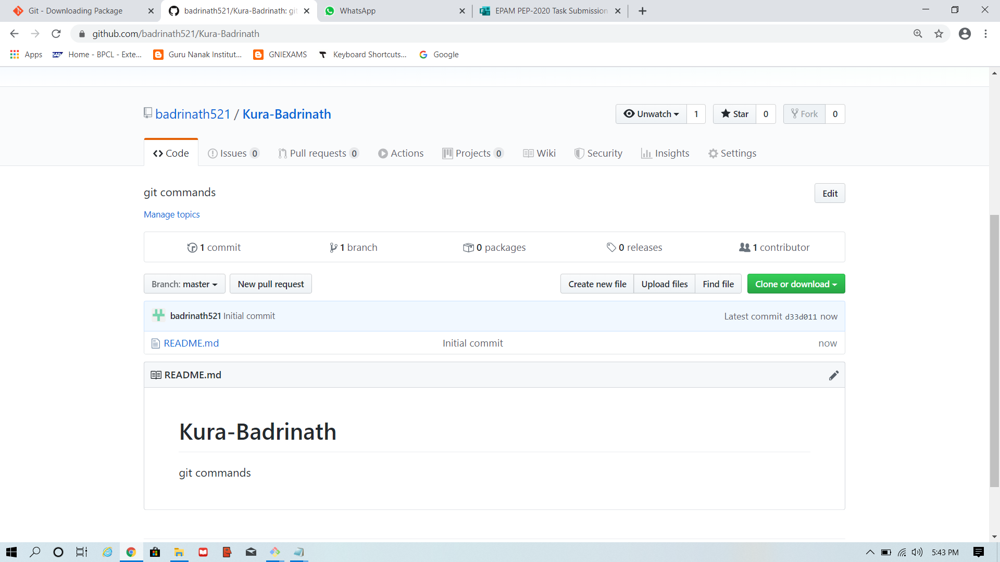 Git - Downloading Package
badrinath521/Kura-Badrinath: git
WhatsApp
EPAM PEP-2020 Task Submission
github.com/badrinath521/Kura-Badrinath
Apps
SAP
Home - BPCL - Exte...
Guru Nanak Institut...
GNIEXAMS
Keyboard Shortcuts...
Google
badrinath521 / Kura-Badrinath
Unwatch 1
Star 0
Fork 0
Code
Issues 0
Pull requests 0
Actions
Projects 0
Wiki
Security
Insights
Settings
git commands
Edit
Manage topics
1 commit
1 branch
0 packages
0 releases
1 contributor
Branch: master
New pull request
Create new file
Upload files
Find file
Clone or download
badrinath521 Initial commit
Latest commit d33d011 now
README.md
Initial commit
now
README.md
Kura-Badrinath
git commands
5:43 PM